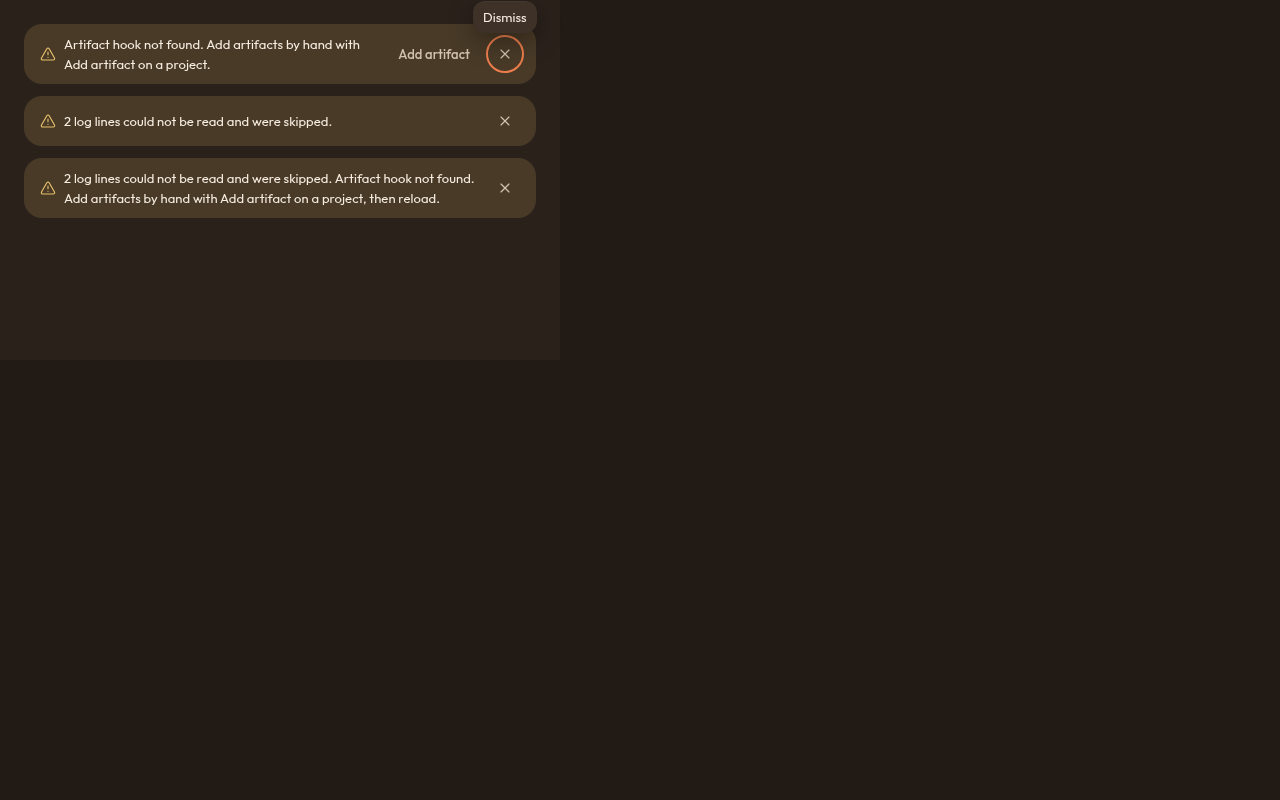 Dismiss
Artifact hook not found. Add artifacts by hand with
Add artifact on a project.
Add artifact
2 log lines could not be read and were skipped.
2 log lines could not be read and were skipped. Artifact hook not found.
Add artifacts by hand with Add artifact on a project, then reload.